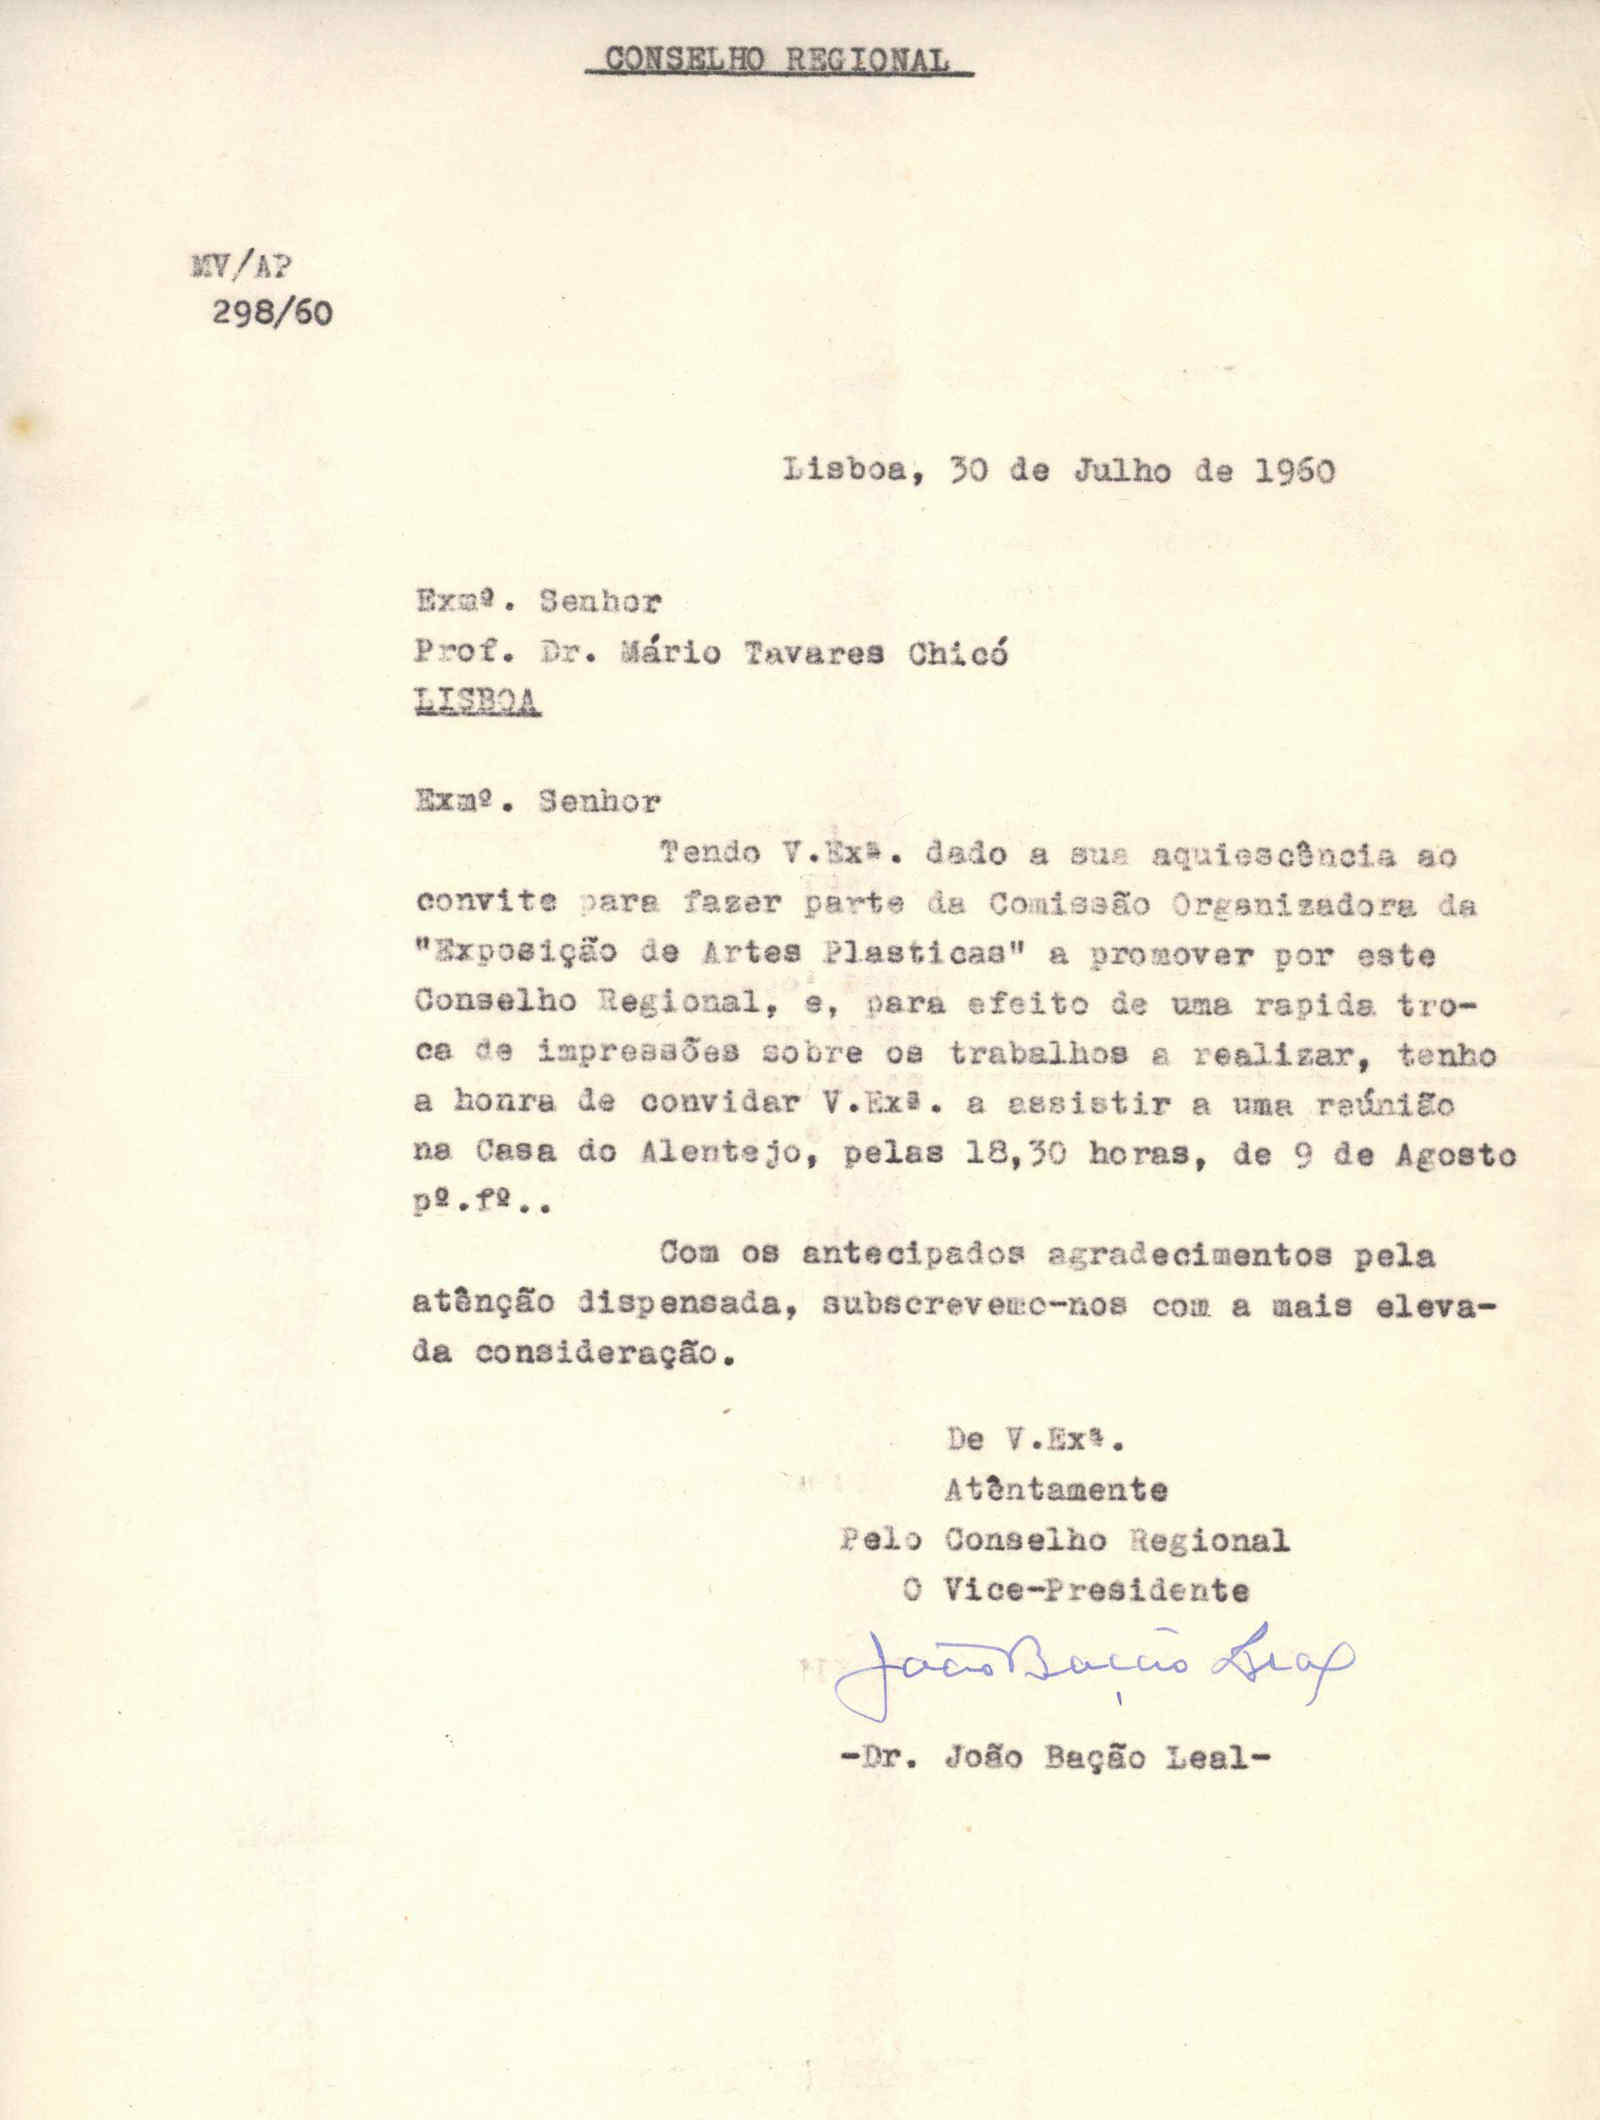 CONSELHO REGIONAL
MV/AP
298/60
Lisboa, 30 de Julho de 1960
Exmº. Senhor
Prof. Dr. Mário Tavares Chicó
LISBOA
Exmº. Senhor
Tendo V.Exª. dado a sua aquiescência ao
convite para fazer parte da Comissão Organizadora da
"Exposição de Artes Plasticas" a promover por este
Conselho Regional, e, para efeito de uma rapida tro-
ca de impressões sobre os trabalhos a realizar, tenho
a honra de convidar V.Exª. a assistir a uma reúnião
na Casa do Alentejo, pelas 18,30 horas, de 9 de Agosto
pº.fº..
Com os antecipados agradecimentos pela
atênção dispensada, subscrevemo-nos com a mais eleva-
da consideração.
De V.Exª.
Atêntamente
Pelo Conselho Regional
O Vice-Presidente
João Bação Leal
-Dr. João Bação Leal-